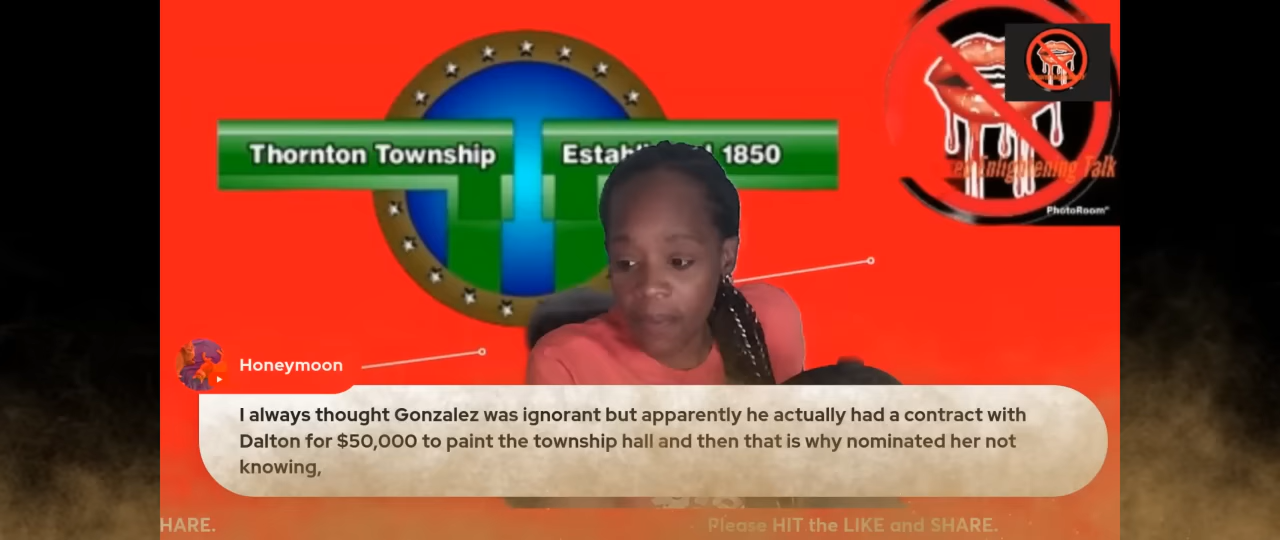 Thornton Township
Established 1850
Enlightening Talk
PhotoRoom
Honeymoon
I always thought Gonzalez was ignorant but apparently he actually had a contract with
Dalton for $50,000 to paint the township hall and then that is why nominated her not
knowing,
HARE.
Please HIT the LIKE and SHARE.